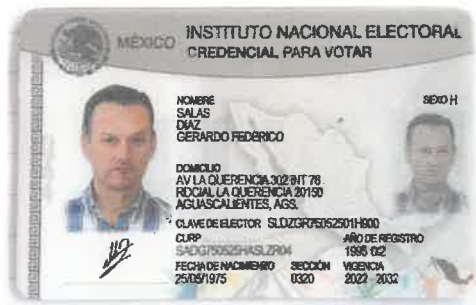 MÉXICO
INSTITUTO NACIONAL ELECTORAL
CREDENCIAL PARA VOTAR
NOMBRE
SALAS
DIAZ
GERARDO FEDERICO
SEXO H
DOMICILIO
AV LA QUERENCIA 302 INT 76
RDCIAL LA QUERENCIA 20150
AGUASCALIENTES, AGS.
CLAVE DE ELECTOR SLDZGR75052501H900
CURP
SADG750525HASLZR04
AÑO DE REGISTRO
1995 02
FECHA DE NACIMIENTO
25/05/1975
SECCIÓN
0320
VIGENCIA
2022 - 2032